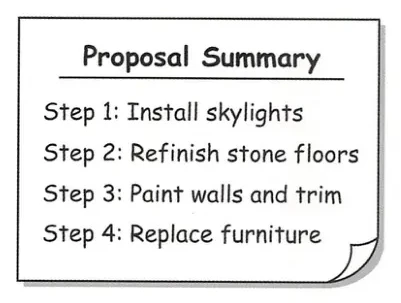 Proposal Summary
Step 1: Install skylights
Step 2: Refinish stone floors
Step 3: Paint walls and trim
Step 4: Replace furniture